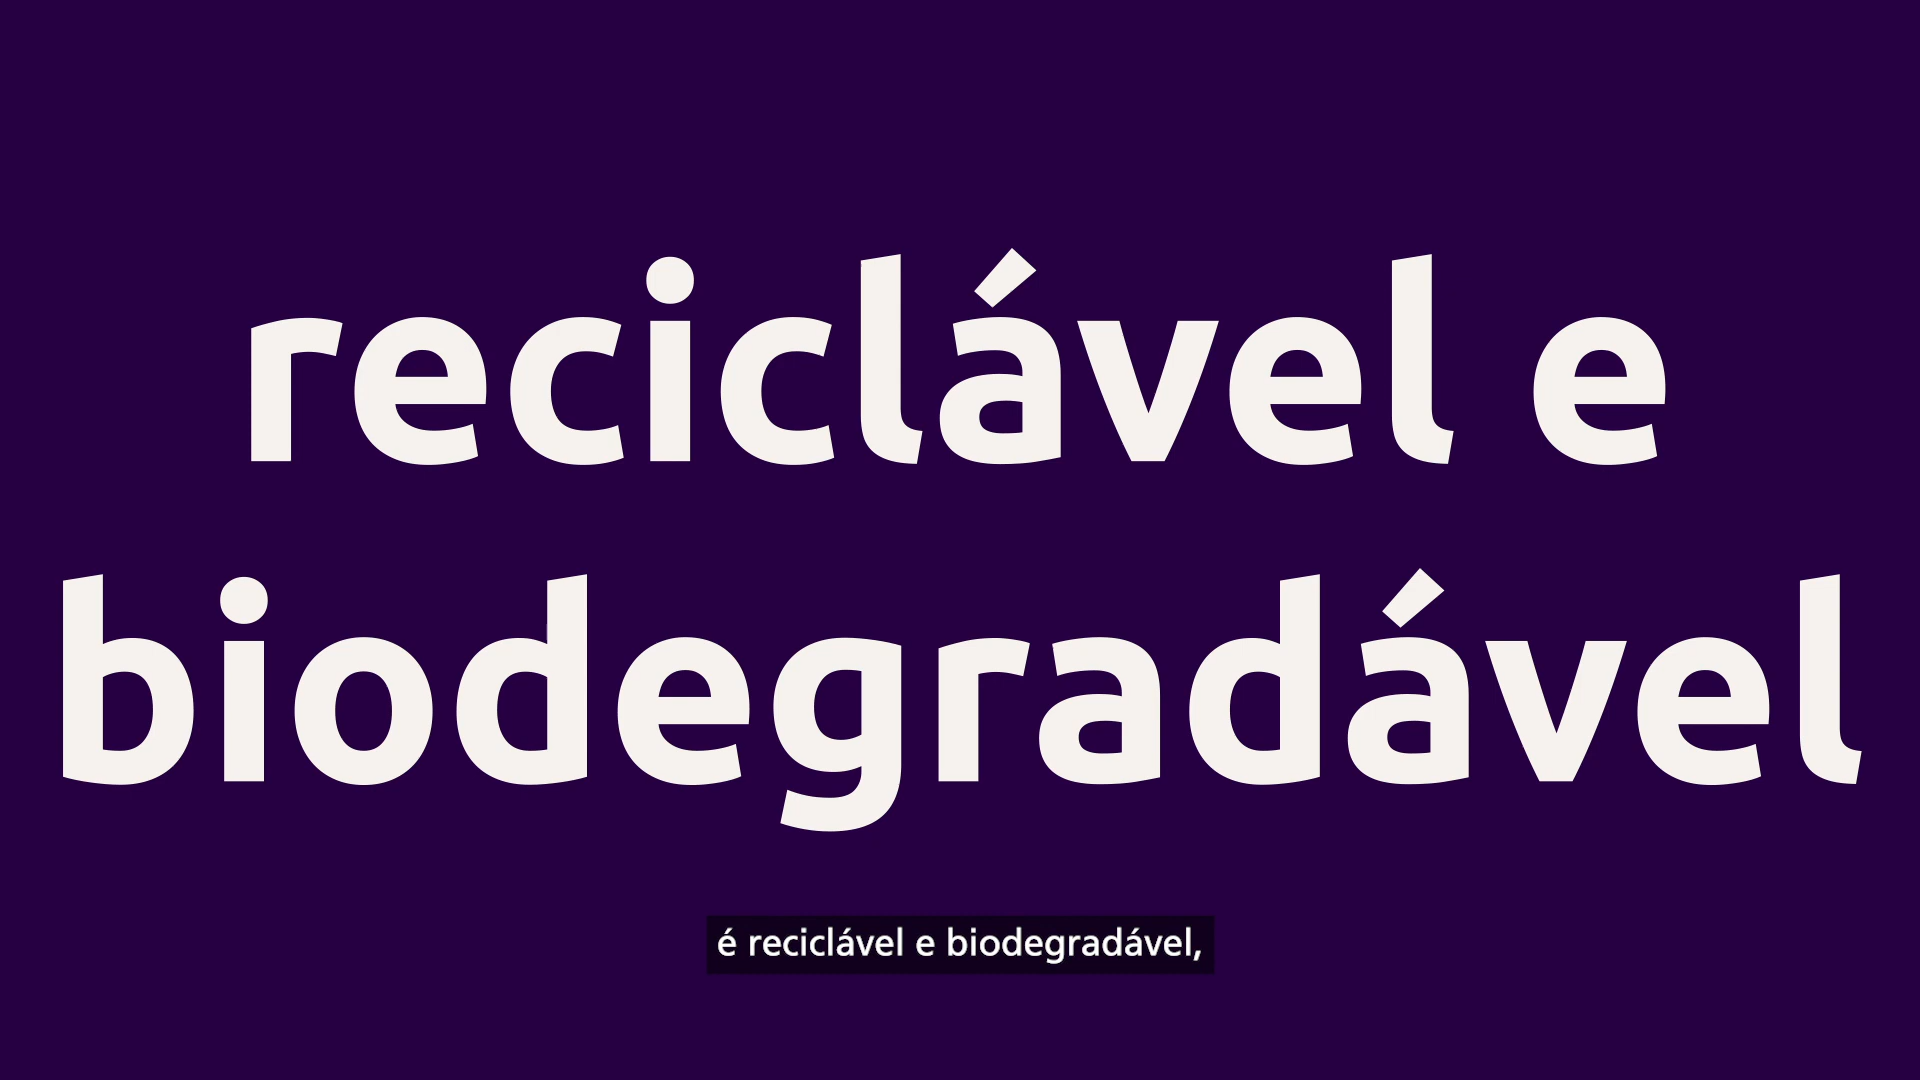 reciclável e
biodegradável
é reciclável e biodegradável,